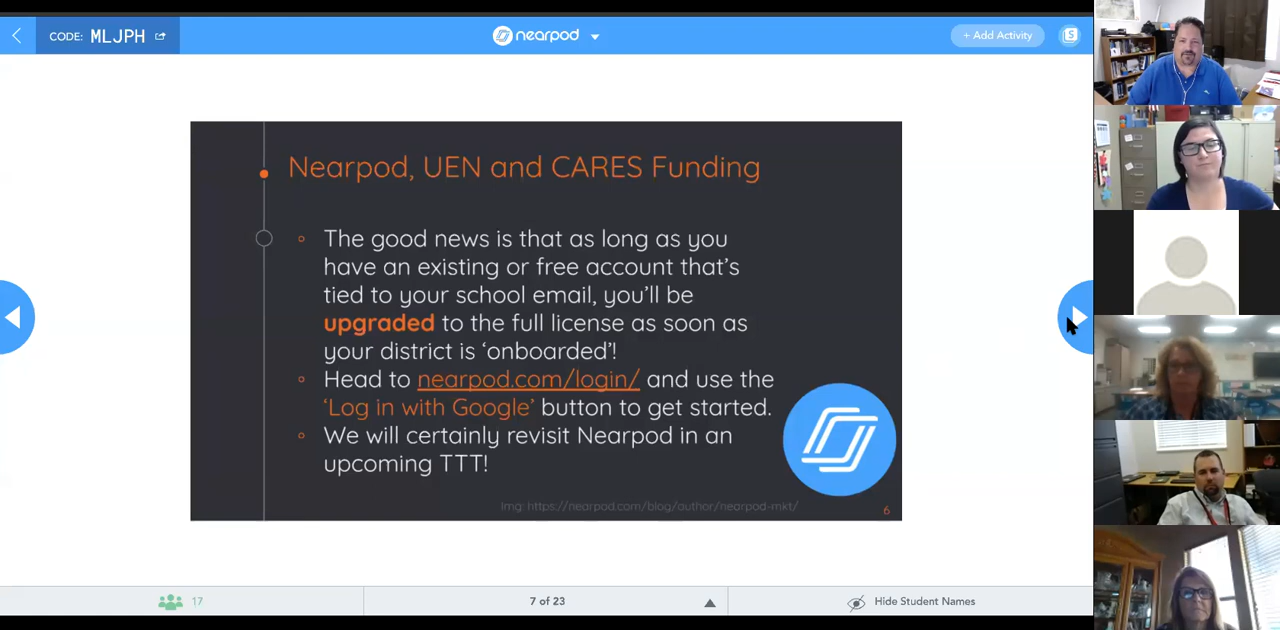 CODE: MLJPH
nearpod
+ Add Activity
S
Nearpod, UEN and CARES Funding
The good news is that as long as you
have an existing or free account that's
tied to your school email, you'll be
upgraded to the full license as soon as
your district is 'onboarded'!
Head to nearpod.com/login/ and use the
'Log in with Google' button to get started.
We will certainly revisit Nearpod in an
upcoming TTT!
Img: https://nearpod.com/blog/author/nearpod-mkt/
6
17
7 of 23
Hide Student Names